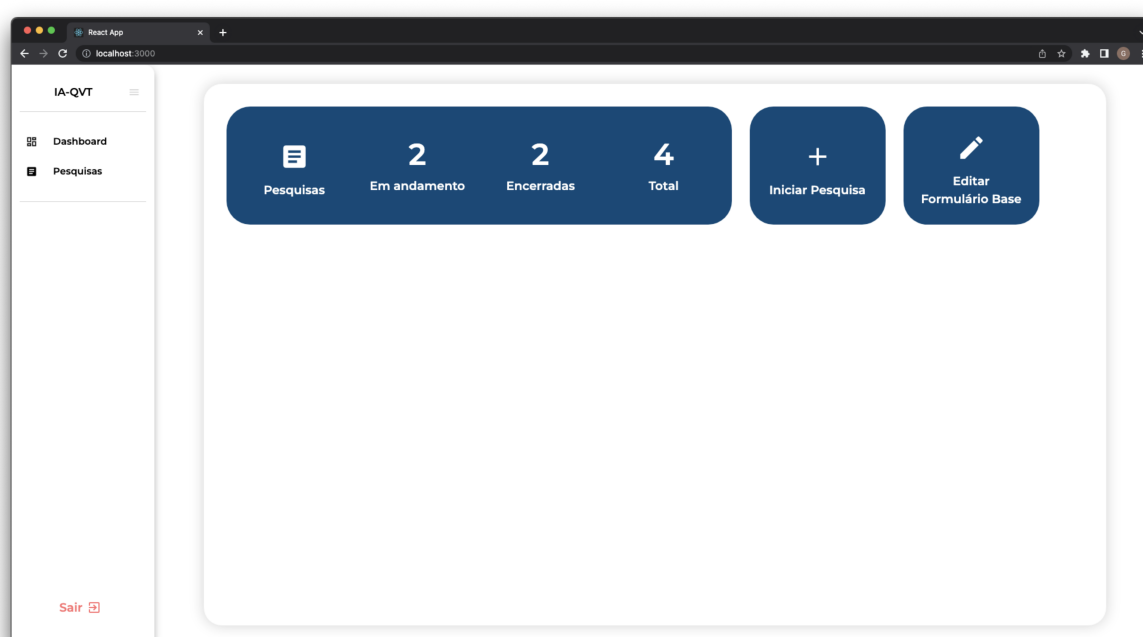 React App
localhost:3000
G
IA-QVT
Dashboard
Pesquisas
Sair
Pesquisas
2
Em andamento
2
Encerradas
4
Total
Iniciar Pesquisa
Editar
Formulário Base